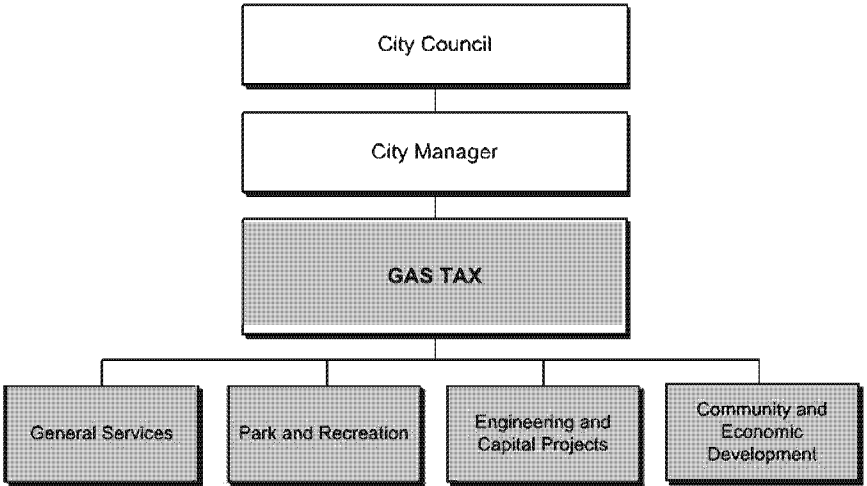 City Council
City Manager
GAS TAX
General Services
Park and Recreation
Engineering and
Capital Projects
Community and
Economic
Development